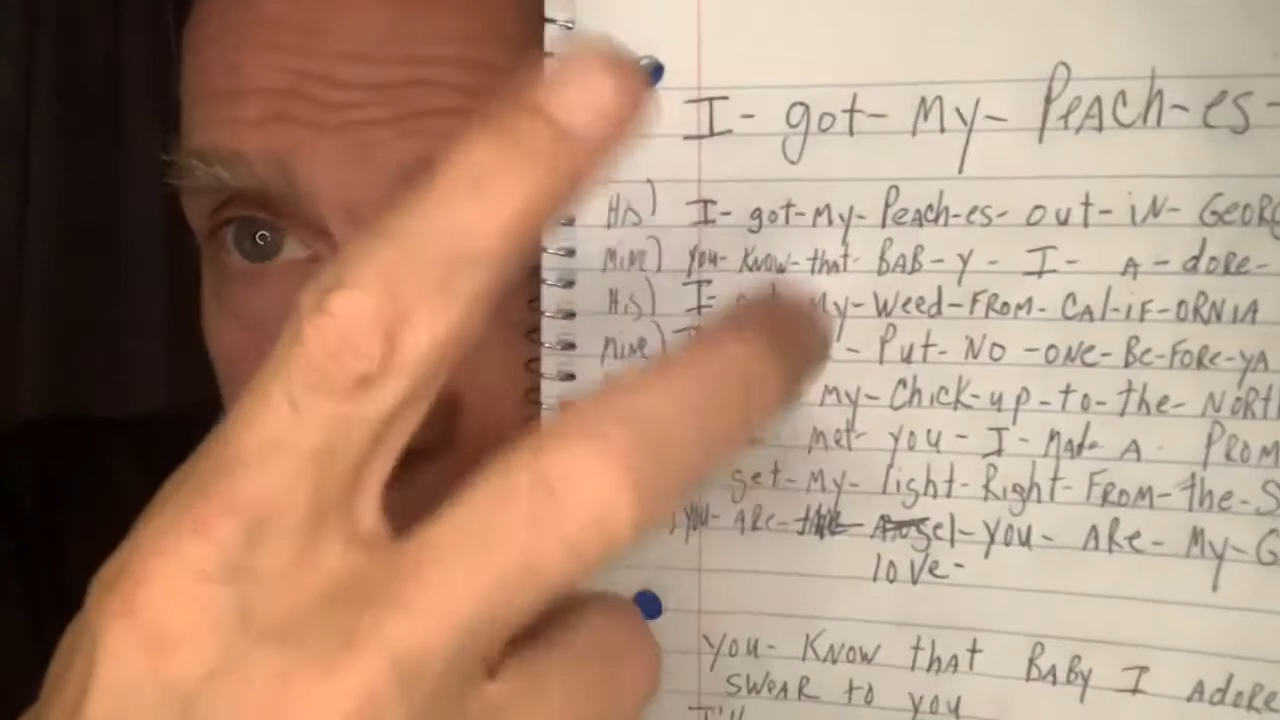 I- got- My- PEACH-es-
His) I- got-My- Peach-es- out- iN- GEORG
MiNE) you- KNow-that- BAB-y- I- A-dore-
His) I- My-Weed-FROM-CAl-iF-ORNIA
MiNE) - Put- NO -ONE-Be-FORe-YA
my-Chick-up-to-the-NORTH
met- you- I- Made A- PROM
get-My-light-Right-FROM-the-S
you- ARe- Angel-you- ARe- My-G
love-
you- KNOW that BABY I ADORE
SWEAR to you
I'll